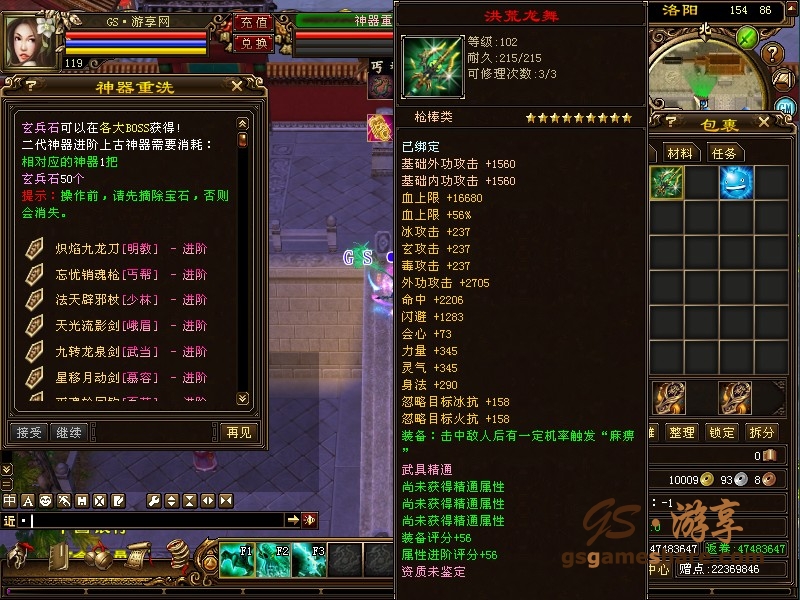 GS·游享网
119
充值
兑换
神器重
神器重洗
玄兵石可以在各大BOSS获得!
二代神器进阶上古神器需要消耗:
相对应的神器1把
玄兵石50个
提示:操作前,请先摘除宝石,否则会消失。
炽焰九龙刀[明教] - 进阶
忘忧销魂枪[丐帮] - 进阶
法天辟邪杖[少林] - 进阶
天光流影剑[峨眉] - 进阶
九转龙泉剑[武当] - 进阶
星移月动剑[慕容] - 进阶
接受
继续
再见
近
F1
F2
F3
GS
洪荒龙舞
等级:102
耐久:215/215
可修理次数:3/3
枪棒类
已绑定
基础外功攻击 +1560
基础内功攻击 +1560
血上限 +16680
血上限 +56%
冰攻击 +237
玄攻击 +237
毒攻击 +237
外功攻击 +2705
命中 +2206
闪避 +1283
会心 +73
力量 +345
灵气 +345
身法 +290
忽略目标冰抗 +158
忽略目标火抗 +158
装备:击中敌人后有一定机率触发“麻痹
”
武具精通
尚未获得精通属性
尚未获得精通属性
尚未获得精通属性
装备评分+56
属性进阶评分+56
资质未鉴定
洛阳
154 86
北
包裹
材料
任务
整理
锁定
拆分
0
10009
93
8
:-1
0
47483647
返券:47483647
中心
赠点:22369846
GS·游享
gsgames